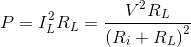 P = I_L^2 R_L = \frac{V^2 R_L}{(R_i + R_L)^2}